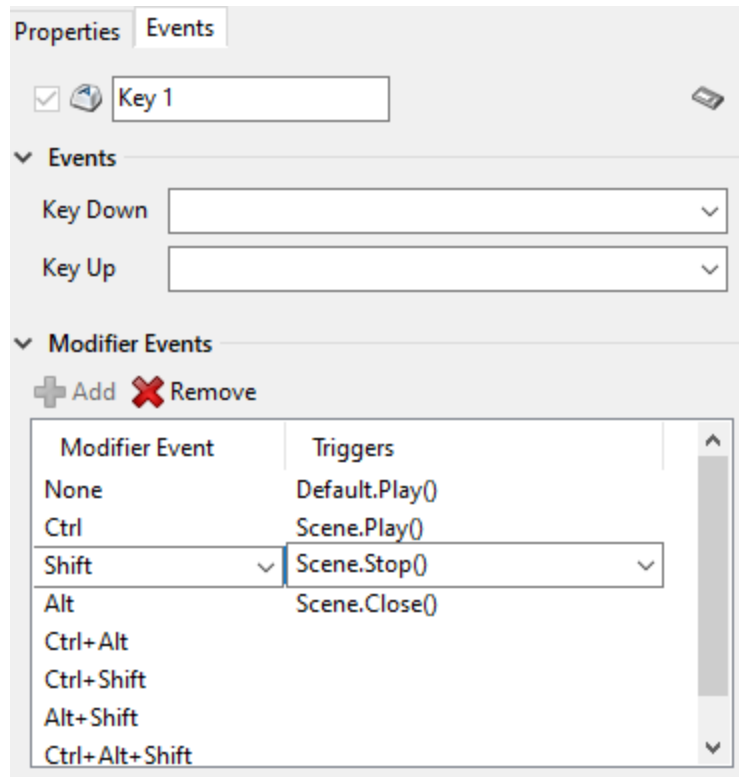 Properties Events
Key 1
Events
Key Down
Key Up
Modifier Events
Add Remove
Modifier Event Triggers
None Default.Play()
Ctrl Scene.Play()
Shift Scene.Stop()
Alt Scene.Close()
Ctrl+Alt
Ctrl+Shift
Alt+Shift
Ctrl+Alt+Shift